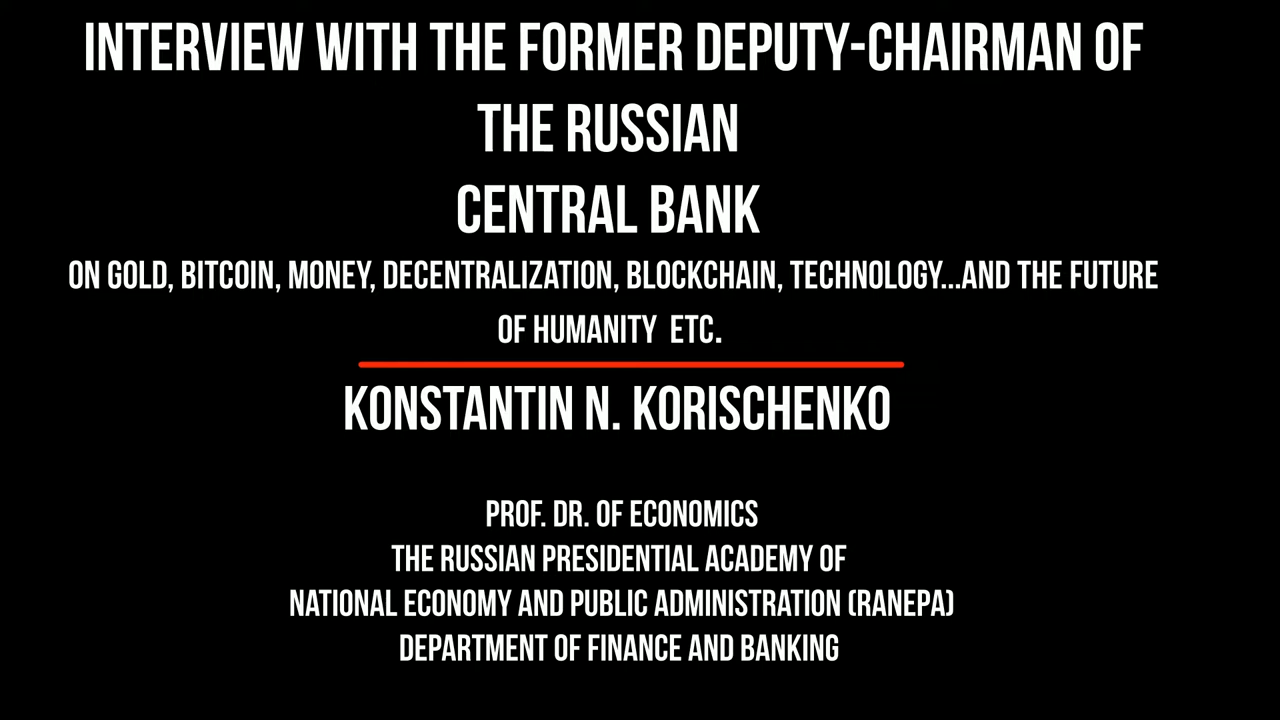 INTERVIEW WITH THE FORMER DEPUTY-CHAIRMAN OF
THE RUSSIAN
CENTRAL BANK
ON GOLD, BITCOIN, MONEY, DECENTRALIZATION, BLOCKCHAIN, TECHNOLOGY...AND THE FUTURE
OF HUMANITY ETC.
KONSTANTIN N. KORISCHENKO
PROF. DR. OF ECONOMICS
THE RUSSIAN PRESIDENTIAL ACADEMY OF
NATIONAL ECONOMY AND PUBLIC ADMINISTRATION (RANEPA)
DEPARTMENT OF FINANCE AND BANKING